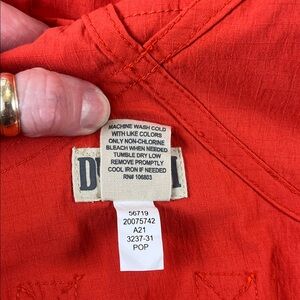 MACHINE WASH COLD
WITH LIKE COLORS
ONLY NON-CHLORINE
BLEACH WHEN NEEDED
TUMBLE DRY LOW
REMOVE PROMPTLY
COOL IRON IF NEEDED
RN# 106803
56719
20075742
A21
3237-31
POP